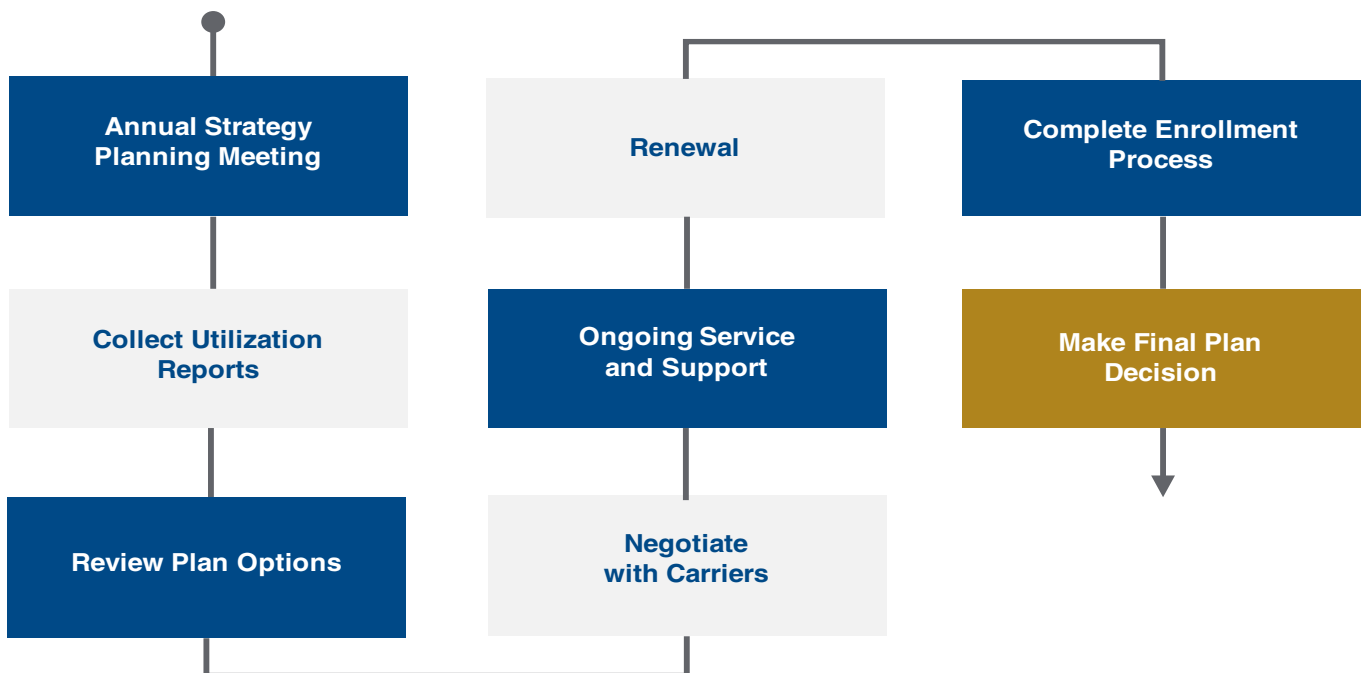 Annual Strategy
Planning Meeting
Collect Utilization
Reports
Review Plan Options
Negotiate
with Carriers
Ongoing Service
and Support
Renewal
Complete Enrollment
Process
Make Final Plan
Decision